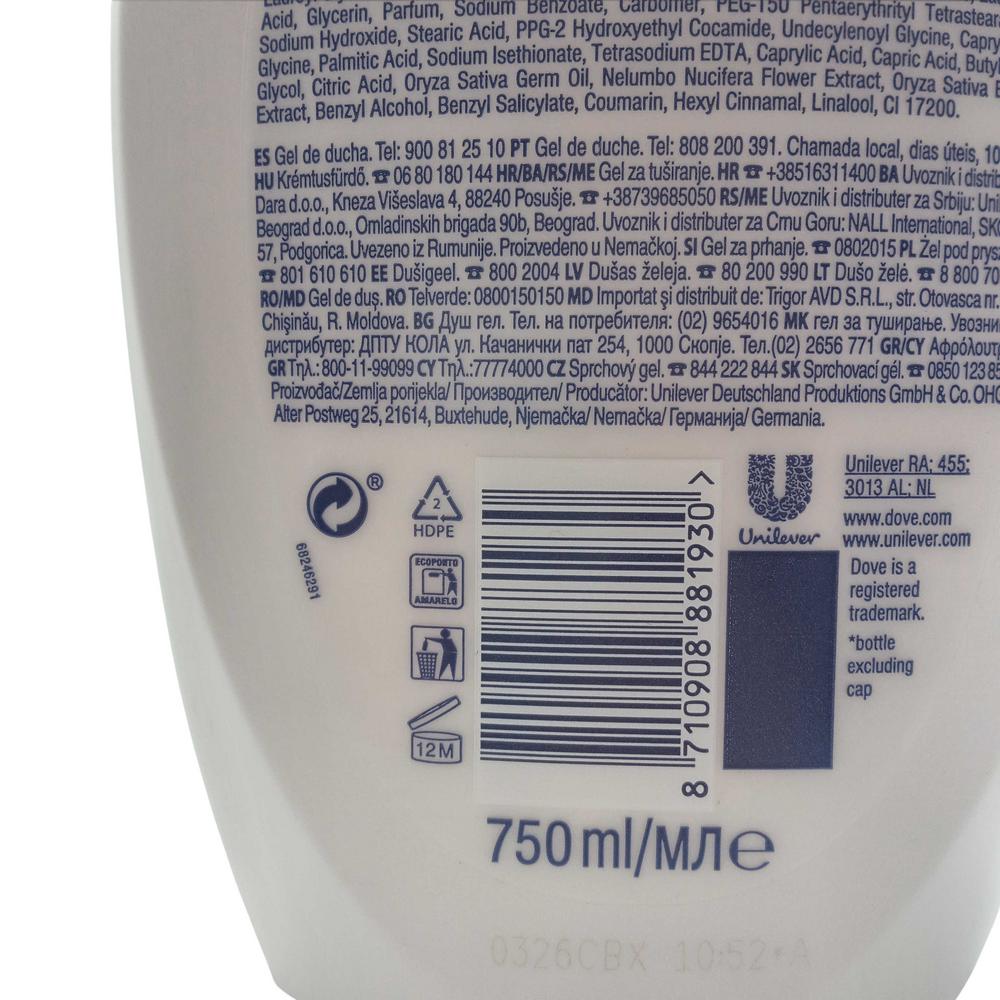 Acid, Glycerin, Parfum, Sodium Benzoate, Carbomer, PEG-150 Pentaerythrityl
Sodium Hydroxide, Stearic Acid, PPG-2 Hydroxyethyl Cocamide, Undecylenoyl Glycine,
Glycine, Palmitic Acid, Sodium Isethionate, Tetrasodium EDTA, Caprylic Acid, Capric Acid,
Glycol, Citric Acid, Oryza Sativa Germ Oil, Nelumbo Nucifera Flower Extract, Oryza Sativa
Extract, Benzyl Alcohol, Benzyl Salicylate, Coumarin, Hexyl Cinnamal, Linalool, CI 17200.
ES Gel de ducha. Tel: 900 81 25 10 PT Gel de duche. Tel: 808 200 391. Chamada local, dias úteis, 10
HU Krémtusfürdő. ☎ 06 80 180 144 HR/BA/RS/ME Gel za tuširanje. HR ☎ +38516311400 BA Uvoznik i distrib
Dara d.o.o., Kneza Višeslava 4, 88240 Posušje. ☎ +38739685050 RS/ME Uvoznik i distributer za Srbiju: Uni
Beograd d.o.o., Omladinskih brigada 90b, Beograd. Uvoznik i distributer za Crnu Goru: NALL International, SKO
57, Podgorica. Uvezeno iz Rumunije. Proizvedeno u Nemačkoj. SI Gel za prhanje. ☎ 0802015 PL Żel pod prysz
☎ 801 610 610 EE Dušigeel. ☎ 800 2004 LV Dušas želeja. ☎ 80 200 990 LT Dušo želė. ☎ 8 800 70
RO/MD Gel de duş. RO Telverde: 0800150150 MD Importat şi distribuit de: Trigor AVD S.R.L., str. Otovasca nr.
Chişinău, R. Moldova. BG Душ гел. Тел. на потребителя: (02) 9654016 MK гел за туширање. Увозни
дистрибутер: ДПТУ КОЛА ул. Качанички пат 254, 1000 Скопје. Тел.(02) 2656 771 GR/CY Αφρόλουτ
GR Τηλ.: 800-11-99099 CY Τηλ.:77774000 CZ Sprchový gel. ☎ 844 222 844 SK Sprchovací gél. ☎ 0850 123 85
Proizvođač/Zemlja porijekla/ Производител/ Producător: Unilever Deutschland Produktions GmbH & Co. OHG
Alter Postweg 25, 21614, Buxtehude, Njemačka/ Nemačka/ Германија/ Germania.
®
68246291
2
HDPE
ECOPONTO
AMARELO
12M
8 710908 881930 >
Unilever
Unilever RA; 455;
3013 AL; NL
www.dove.com
www.unilever.com
Dove is a
registered
trademark.
*bottle
excluding
cap
750 ml/МЛ e
0326CBX 10:52*A